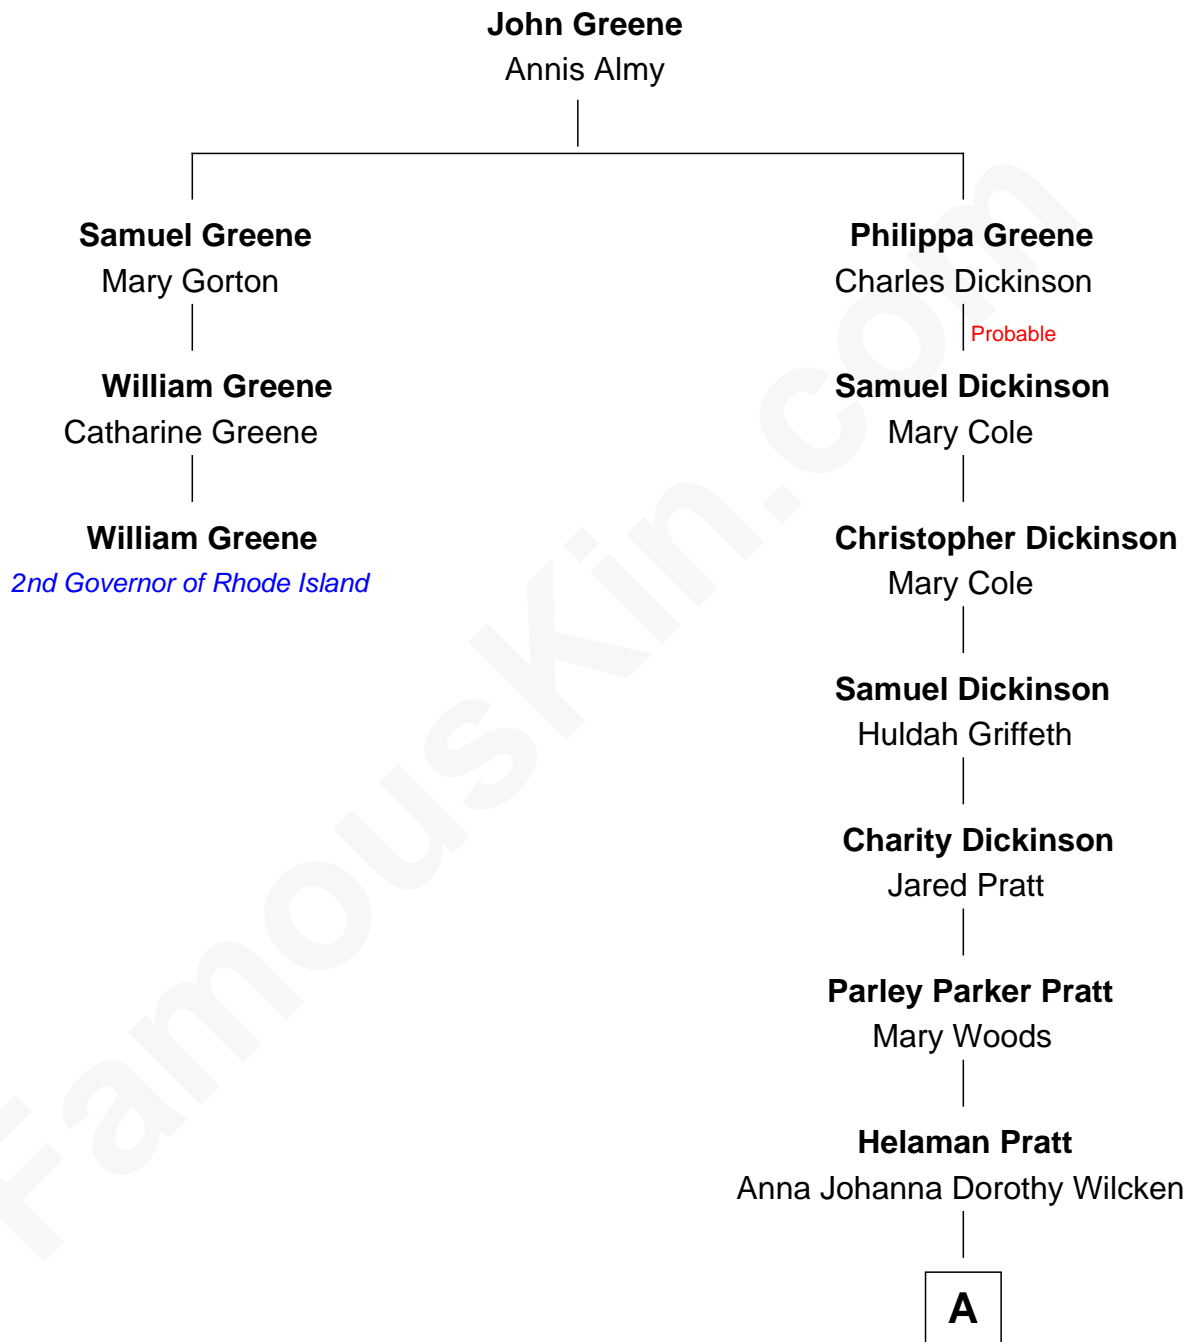 John Greene
Annis Almy
Samuel Greene
Mary Gorton
William Greene
Catharine Greene
William Greene
2nd Governor of Rhode Island
Philippa Greene
Charles Dickinson
Probable
Samuel Dickinson
Mary Cole
Christopher Dickinson
Mary Cole
Samuel Dickinson
Huldah Griffeth
Charity Dickinson
Jared Pratt
Parley Parker Pratt
Mary Woods
Helaman Pratt
Anna Johanna Dorothy Wilcken
A
FamousKin.com